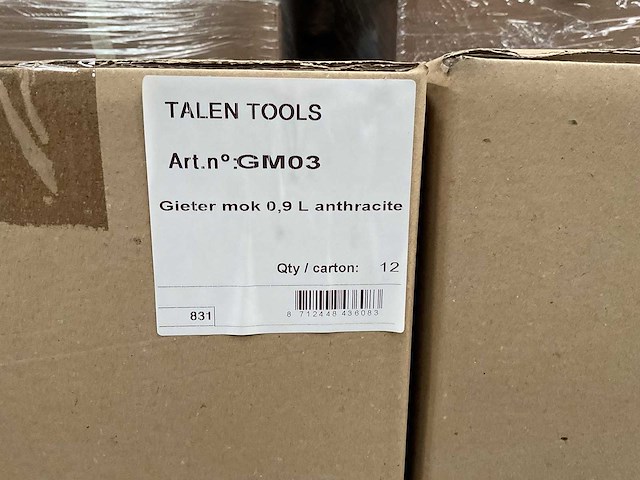 TALEN TOOLS
Art.nº:GM03
Gieter mok 0,9 L anthracite
Qty / carton: 12
831
8 712448 436083